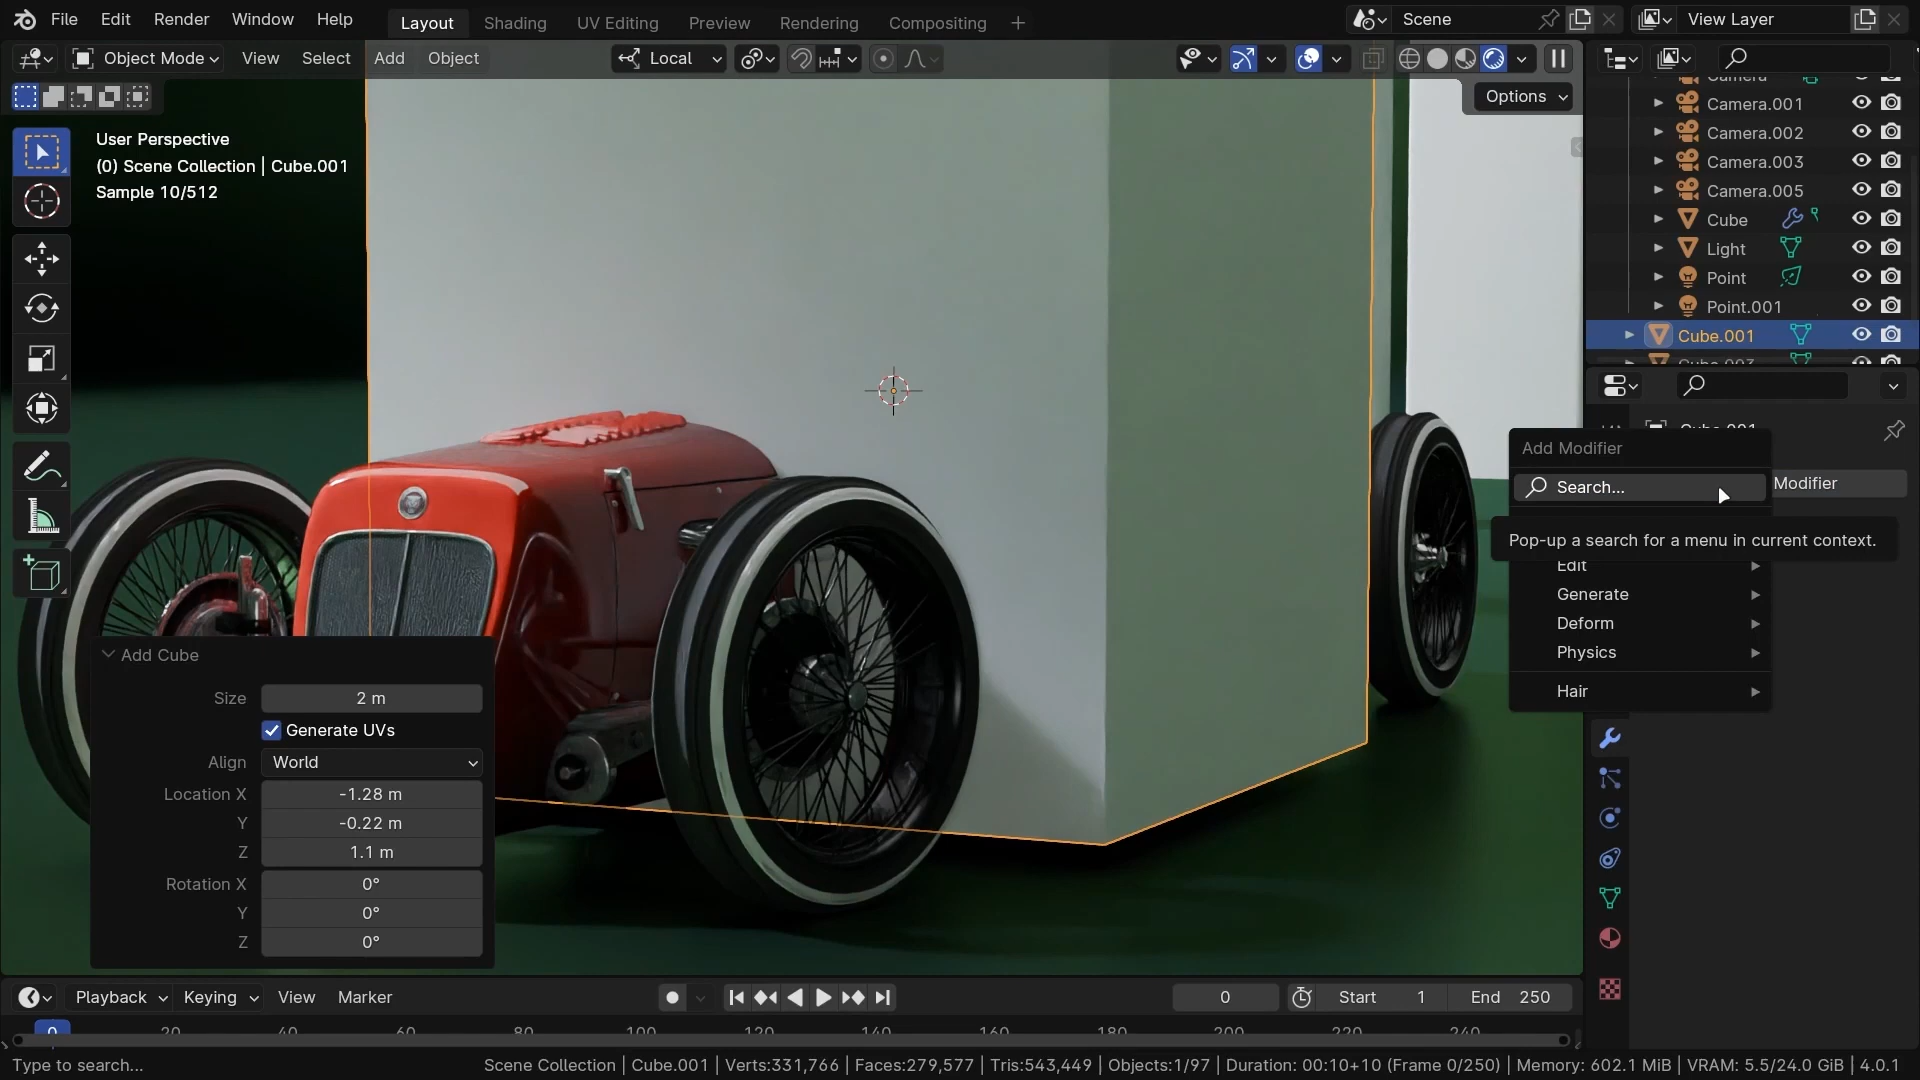 File Edit Render Window Help
Layout Shading UV Editing Preview Rendering Compositing
Scene
View Layer
Object Mode View Select Add Object
Local
Options
User Perspective
(0) Scene Collection | Cube.001
Sample 10/512
Camera
Camera.001
Camera.002
Camera.003
Camera.005
Cube
Light
Point
Point.001
Cube.001
Cube.003
Cube.001
Add Modifier
Search...
Modifier
Pop-up a search for a menu in current context.
Edit
Generate
Deform
Physics
Hair
Add Cube
Size 2 m
Generate UVs
Align World
Location X -1.28 m
Y -0.22 m
Z 1.1 m
Rotation X 0°
Y 0°
Z 0°
Playback Keying View Marker
0
Start 1
End 250
0 20 40 60 80 100 120 140 160 180 200 220 240
Type to search...
Scene Collection | Cube.001 | Verts:331,766 | Faces:279,577 | Tris:543,449 | Objects:1/97 | Duration: 00:10+10 (Frame 0/250) | Memory: 602.1 MiB | VRAM: 5.5/24.0 GiB | 4.0.1